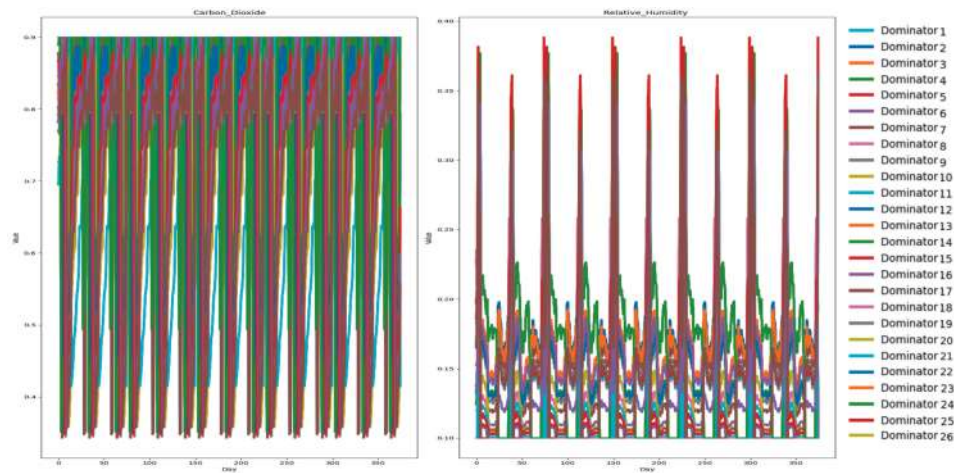 Carbon_Dioxide
0.9
0.8
0.7
0.6
0.5
0.4
Volt
0 50 100 150 200 250 300 350
Day
Relative_Humidity
0.40
0.35
0.30
0.25
0.20
0.15
0.10
Volt
0 50 100 150 200 250 300 350
Day
Dominator 1
Dominator 2
Dominator 3
Dominator 4
Dominator 5
Dominator 6
Dominator 7
Dominator 8
Dominator 9
Dominator 10
Dominator 11
Dominator 12
Dominator 13
Dominator 14
Dominator 15
Dominator 16
Dominator 17
Dominator 18
Dominator 19
Dominator 20
Dominator 21
Dominator 22
Dominator 23
Dominator 24
Dominator 25
Dominator 26